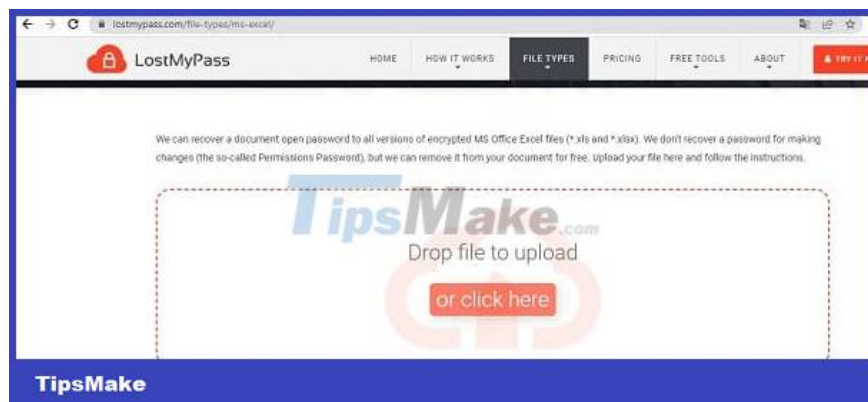 lostmypass.com/file-types/ms-excel/
LostMyPass HOME HOW IT WORKS FILE TYPES PRICING FREE TOOLS ABOUT TRY IT
We can recover a document open password to all versions of encrypted MS Office Excel files (*.xls and *.xlsx). We don't recover a password for making
changes (the so-called Permissions Password), but we can remove it from your document for free. Upload your file here and follow the instructions.
TipsMake.com
Drop file to upload
or click here
TipsMake